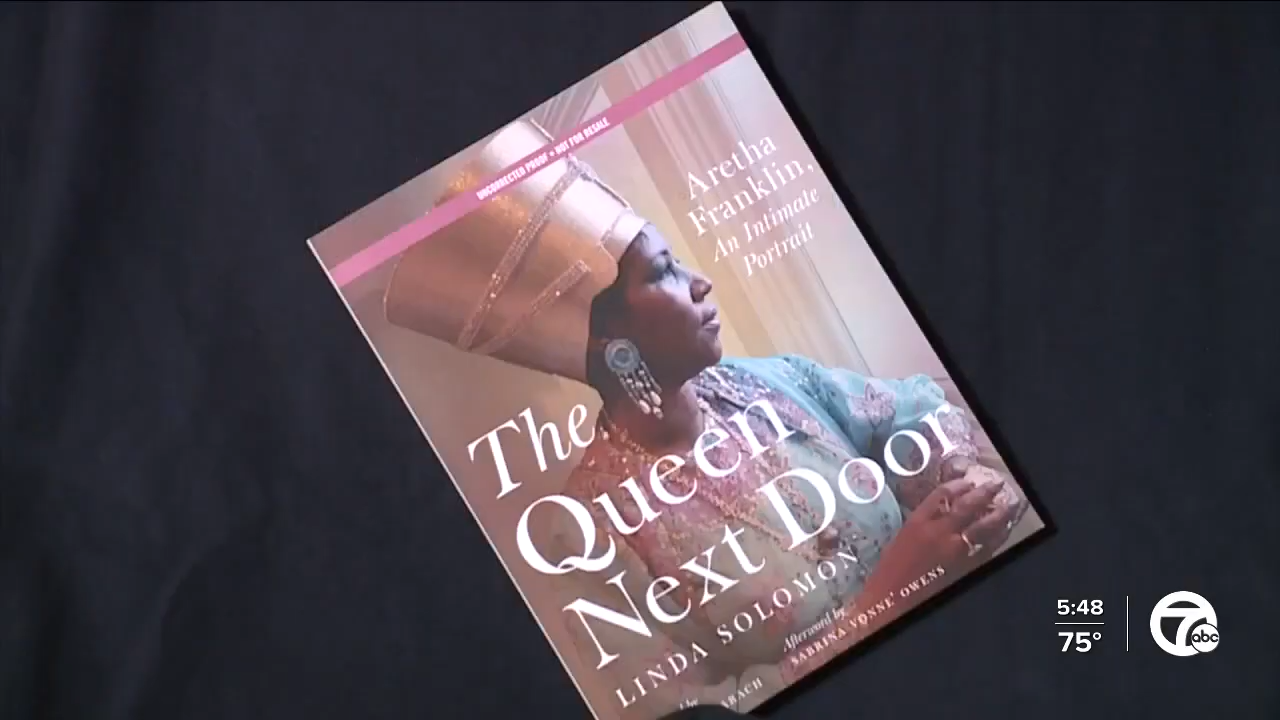 UNCORRECTED PROOF • NOT FOR RESALE
Aretha
Franklin,
An Intimate
Portrait
The
Queen
Next Door
LINDA SOLOMON
Afterword by
SABRINA VONNE' OWENS
5:48
75°
7
abc